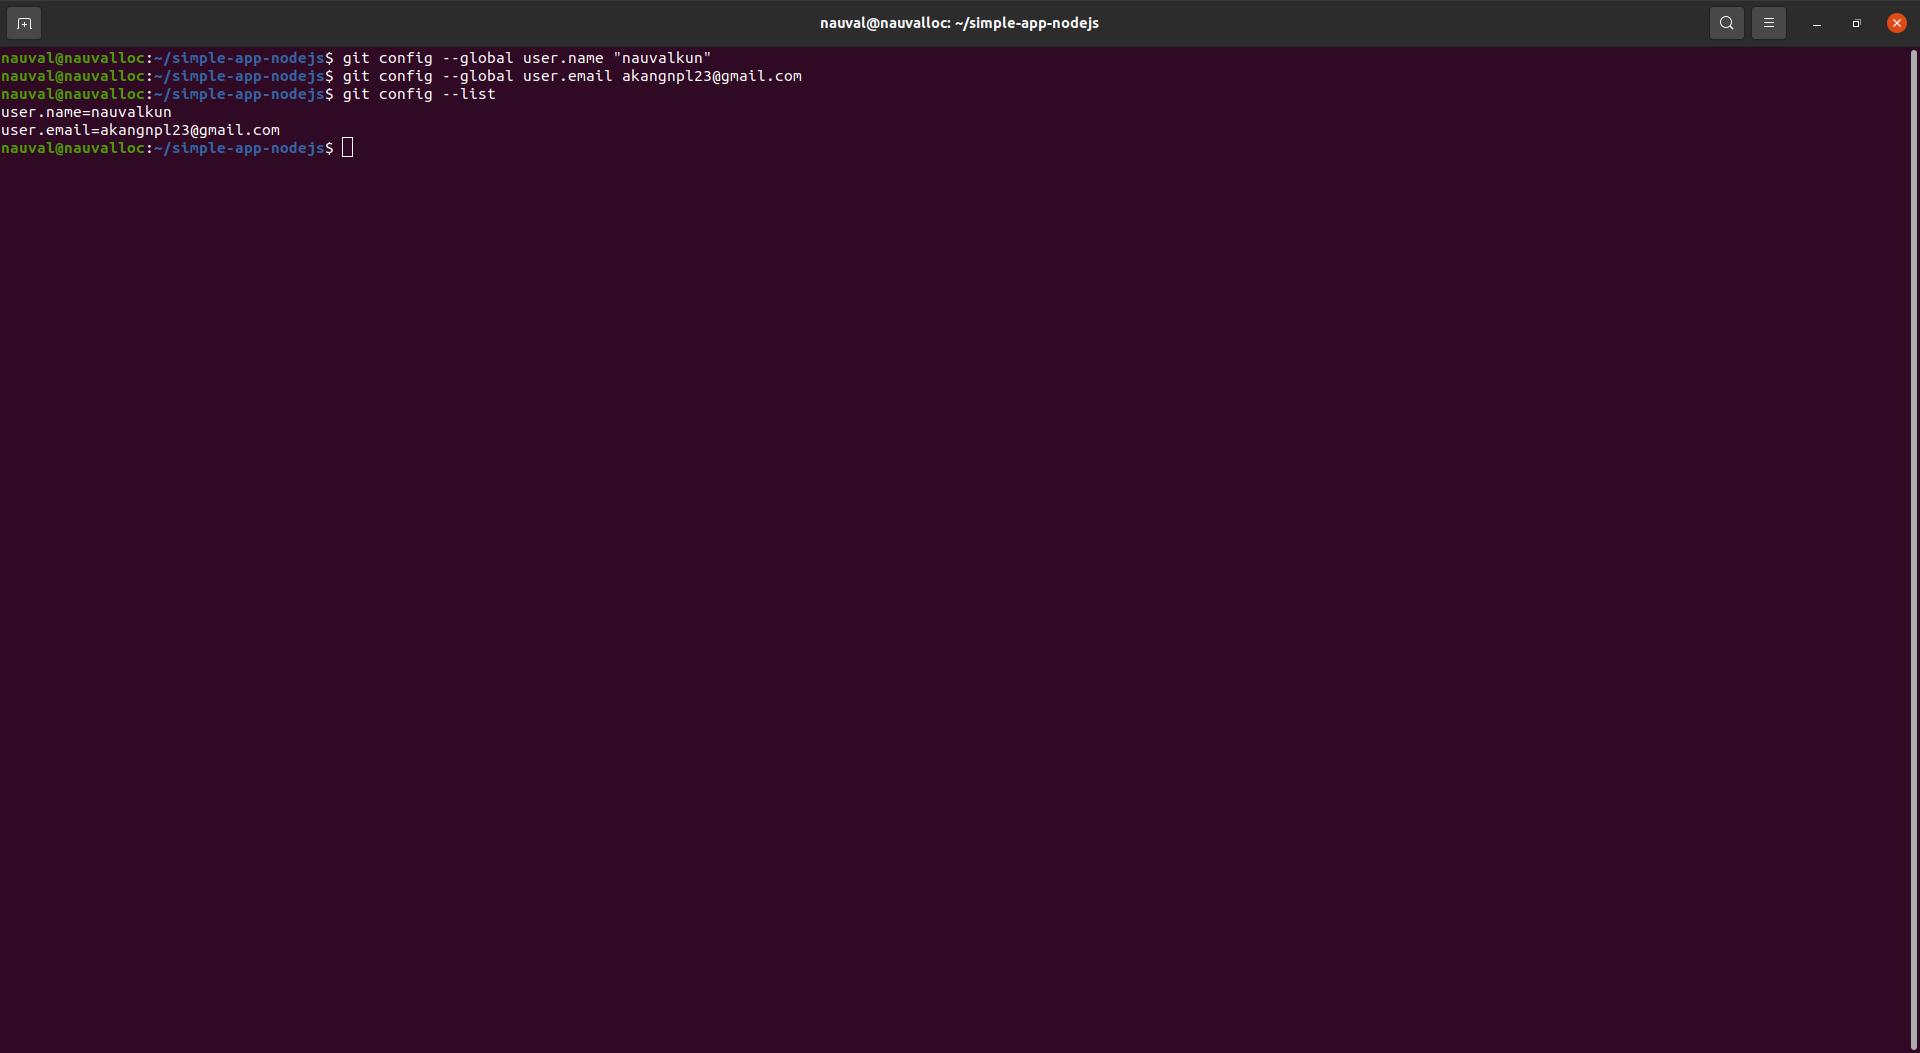 nauval@nauvalloc: ~/simple-app-nodejs
nauval@nauvalloc:~/simple-app-nodejs$ git config --global user.name "nauvalkun"
nauval@nauvalloc:~/simple-app-nodejs$ git config --global user.email akangnpl23@gmail.com
nauval@nauvalloc:~/simple-app-nodejs$ git config --list
user.name=nauvalkun
user.email=akangnpl23@gmail.com
nauval@nauvalloc:~/simple-app-nodejs$